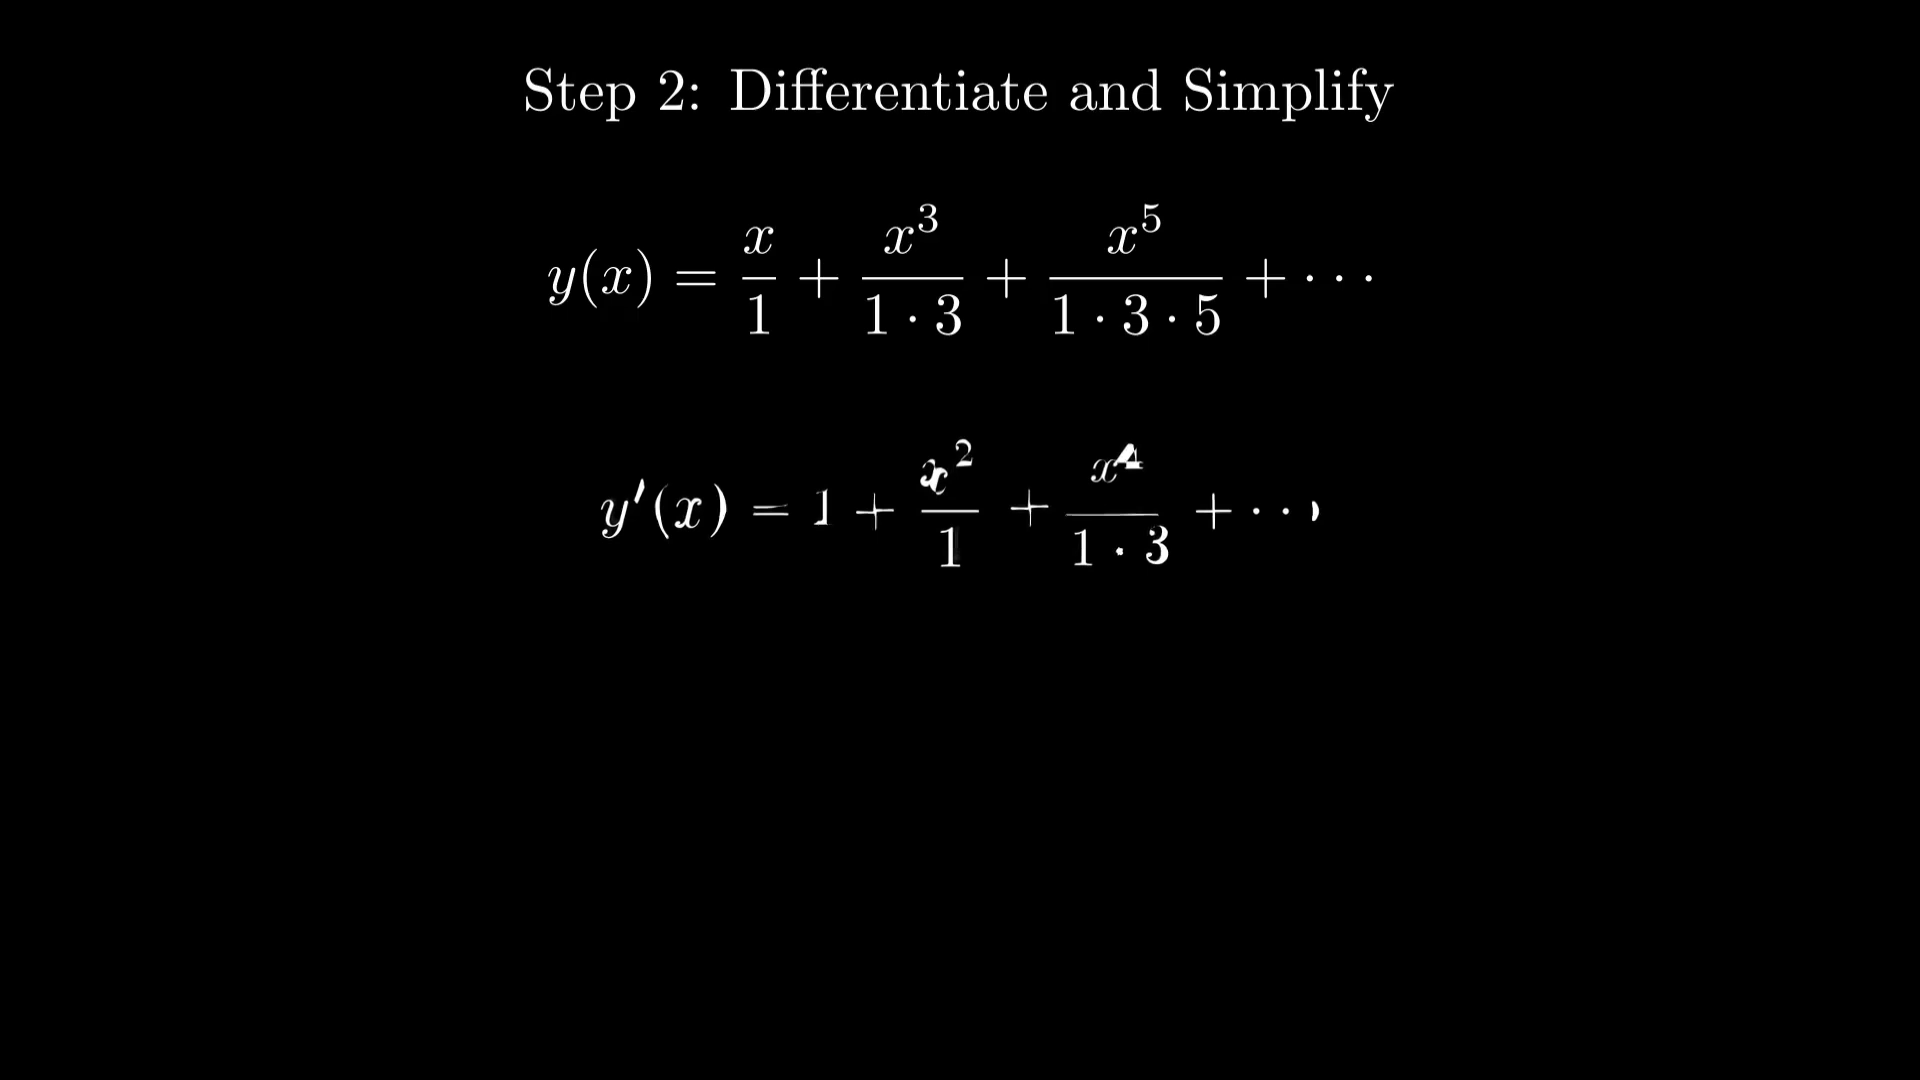 Step 2: Differentiate and Simplify
y(x) = x/1 + x^3/(1 · 3) + x^5/(1 · 3 · 5) + ···
y′(x) = 1 + x^2/1 + x^4/(1 · 3) + ···